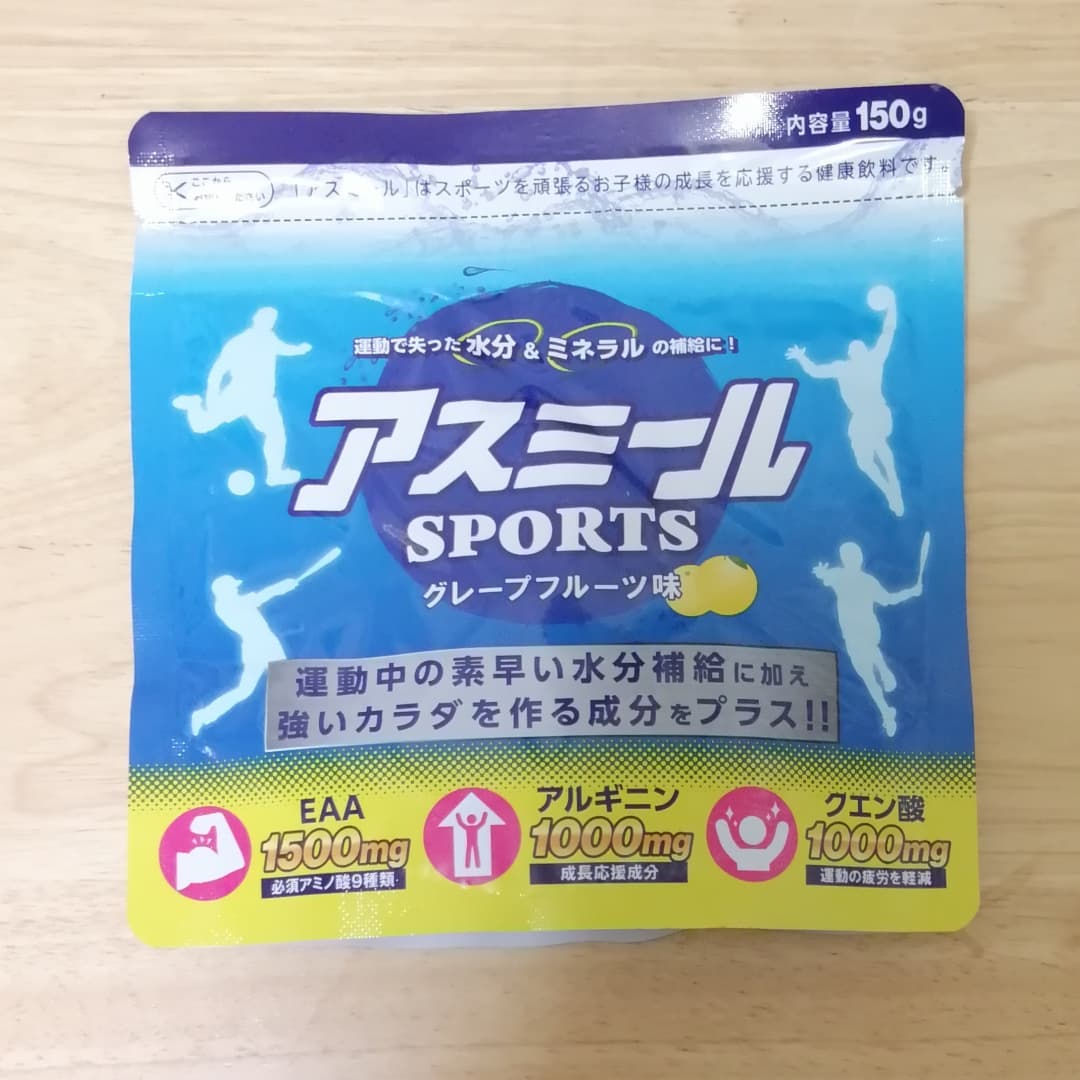 内容量150g
ここから
「アスミール」はスポーツを頑張るお子様の成長を応援する健康飲料です。
運動で失った水分&ミネラルの補給に!
アスミール
SPORTS
グレープフルーツ味
運動中の素早い水分補給に加え
強いカラダを作る成分をプラス!!
EAA
1500mg
必須アミノ酸9種類
アルギニン
1000mg
成長応援成分
クエン酸
1000mg
運動の疲労を軽減